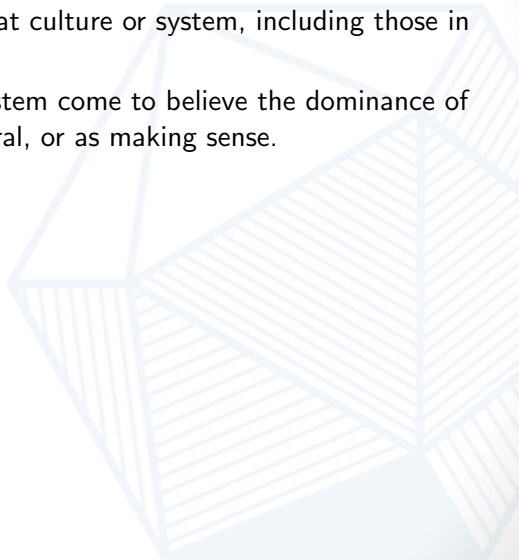 at culture or system, including those in
stem come to believe the dominance of
ral, or as making sense.